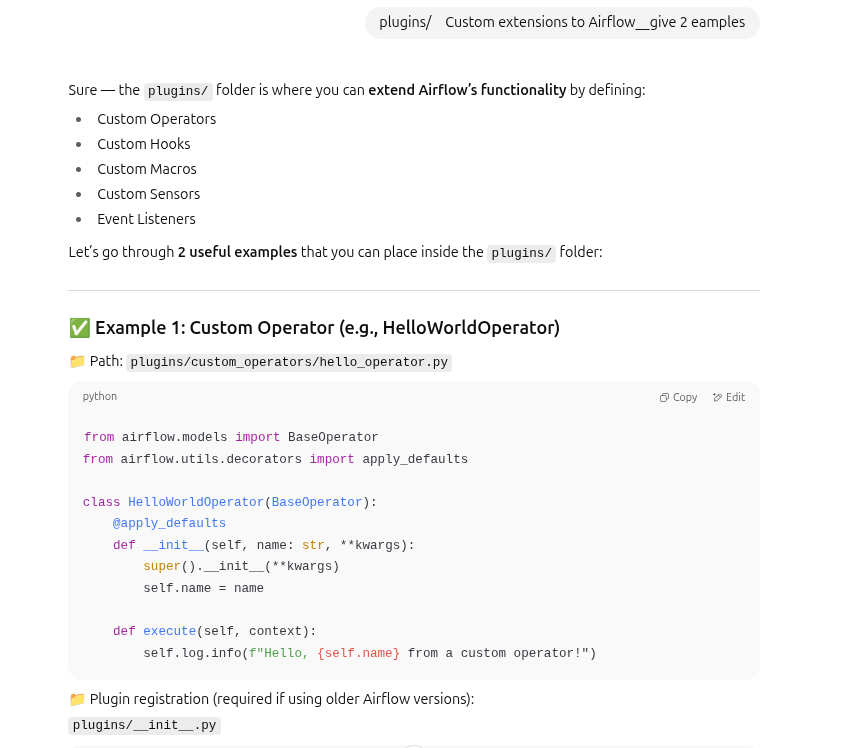 plugins/ Custom extensions to Airflow__give 2 eamples
Sure — the plugins/ folder is where you can extend Airflow's functionality by defining:
• Custom Operators
• Custom Hooks
• Custom Macros
• Custom Sensors
• Event Listeners
Let's go through 2 useful examples that you can place inside the plugins/ folder:
✅ Example 1: Custom Operator (e.g., HelloWorldOperator)
📁 Path: plugins/custom_operators/hello_operator.py
python Copy Edit
from airflow.models import BaseOperator
from airflow.utils.decorators import apply_defaults

class HelloWorldOperator(BaseOperator):
    @apply_defaults
    def __init__(self, name: str, **kwargs):
        super().__init__(**kwargs)
        self.name = name

    def execute(self, context):
        self.log.info(f"Hello, {self.name} from a custom operator!")
📁 Plugin registration (required if using older Airflow versions):
plugins/__init__.py